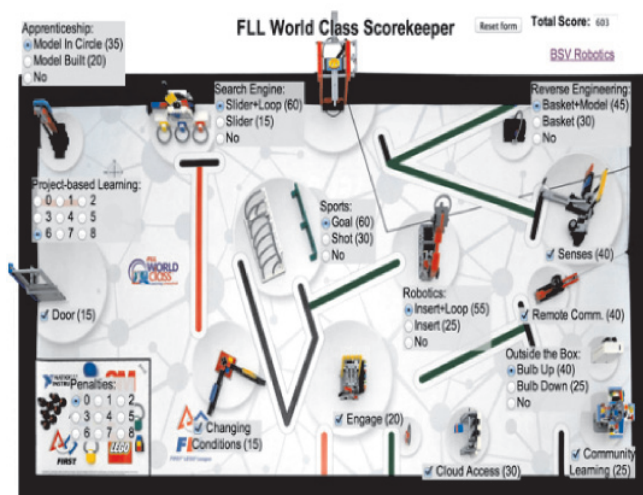 FLL World Class Scorekeeper
Reset form
Total Score: 603
BSV Robotics
Apprenticeship:
Model In Circle (35)
Model Built (20)
No
Search Engine:
Slider+Loop (60)
Slider (15)
No
Reverse Engineering:
Basket+Model (45)
Basket (30)
No
Project-based Learning:
0 1 2
3 4 5
6 7 8
Sports:
Goal (60)
Shot (30)
No
Senses (40)
FLL
WORLD
CLASS
Door (15)
Robotics:
Insert+Loop (55)
Insert (25)
No
Remote Comm. (40)
Outside the Box:
Bulb Up (40)
Bulb Down (25)
No
Penalties:
0 1 2
3 4 5
6 7 8
FIRST
LEGO
Changing
Conditions (15)
Engage (20)
Cloud Access (30)
Community
Learning (25)